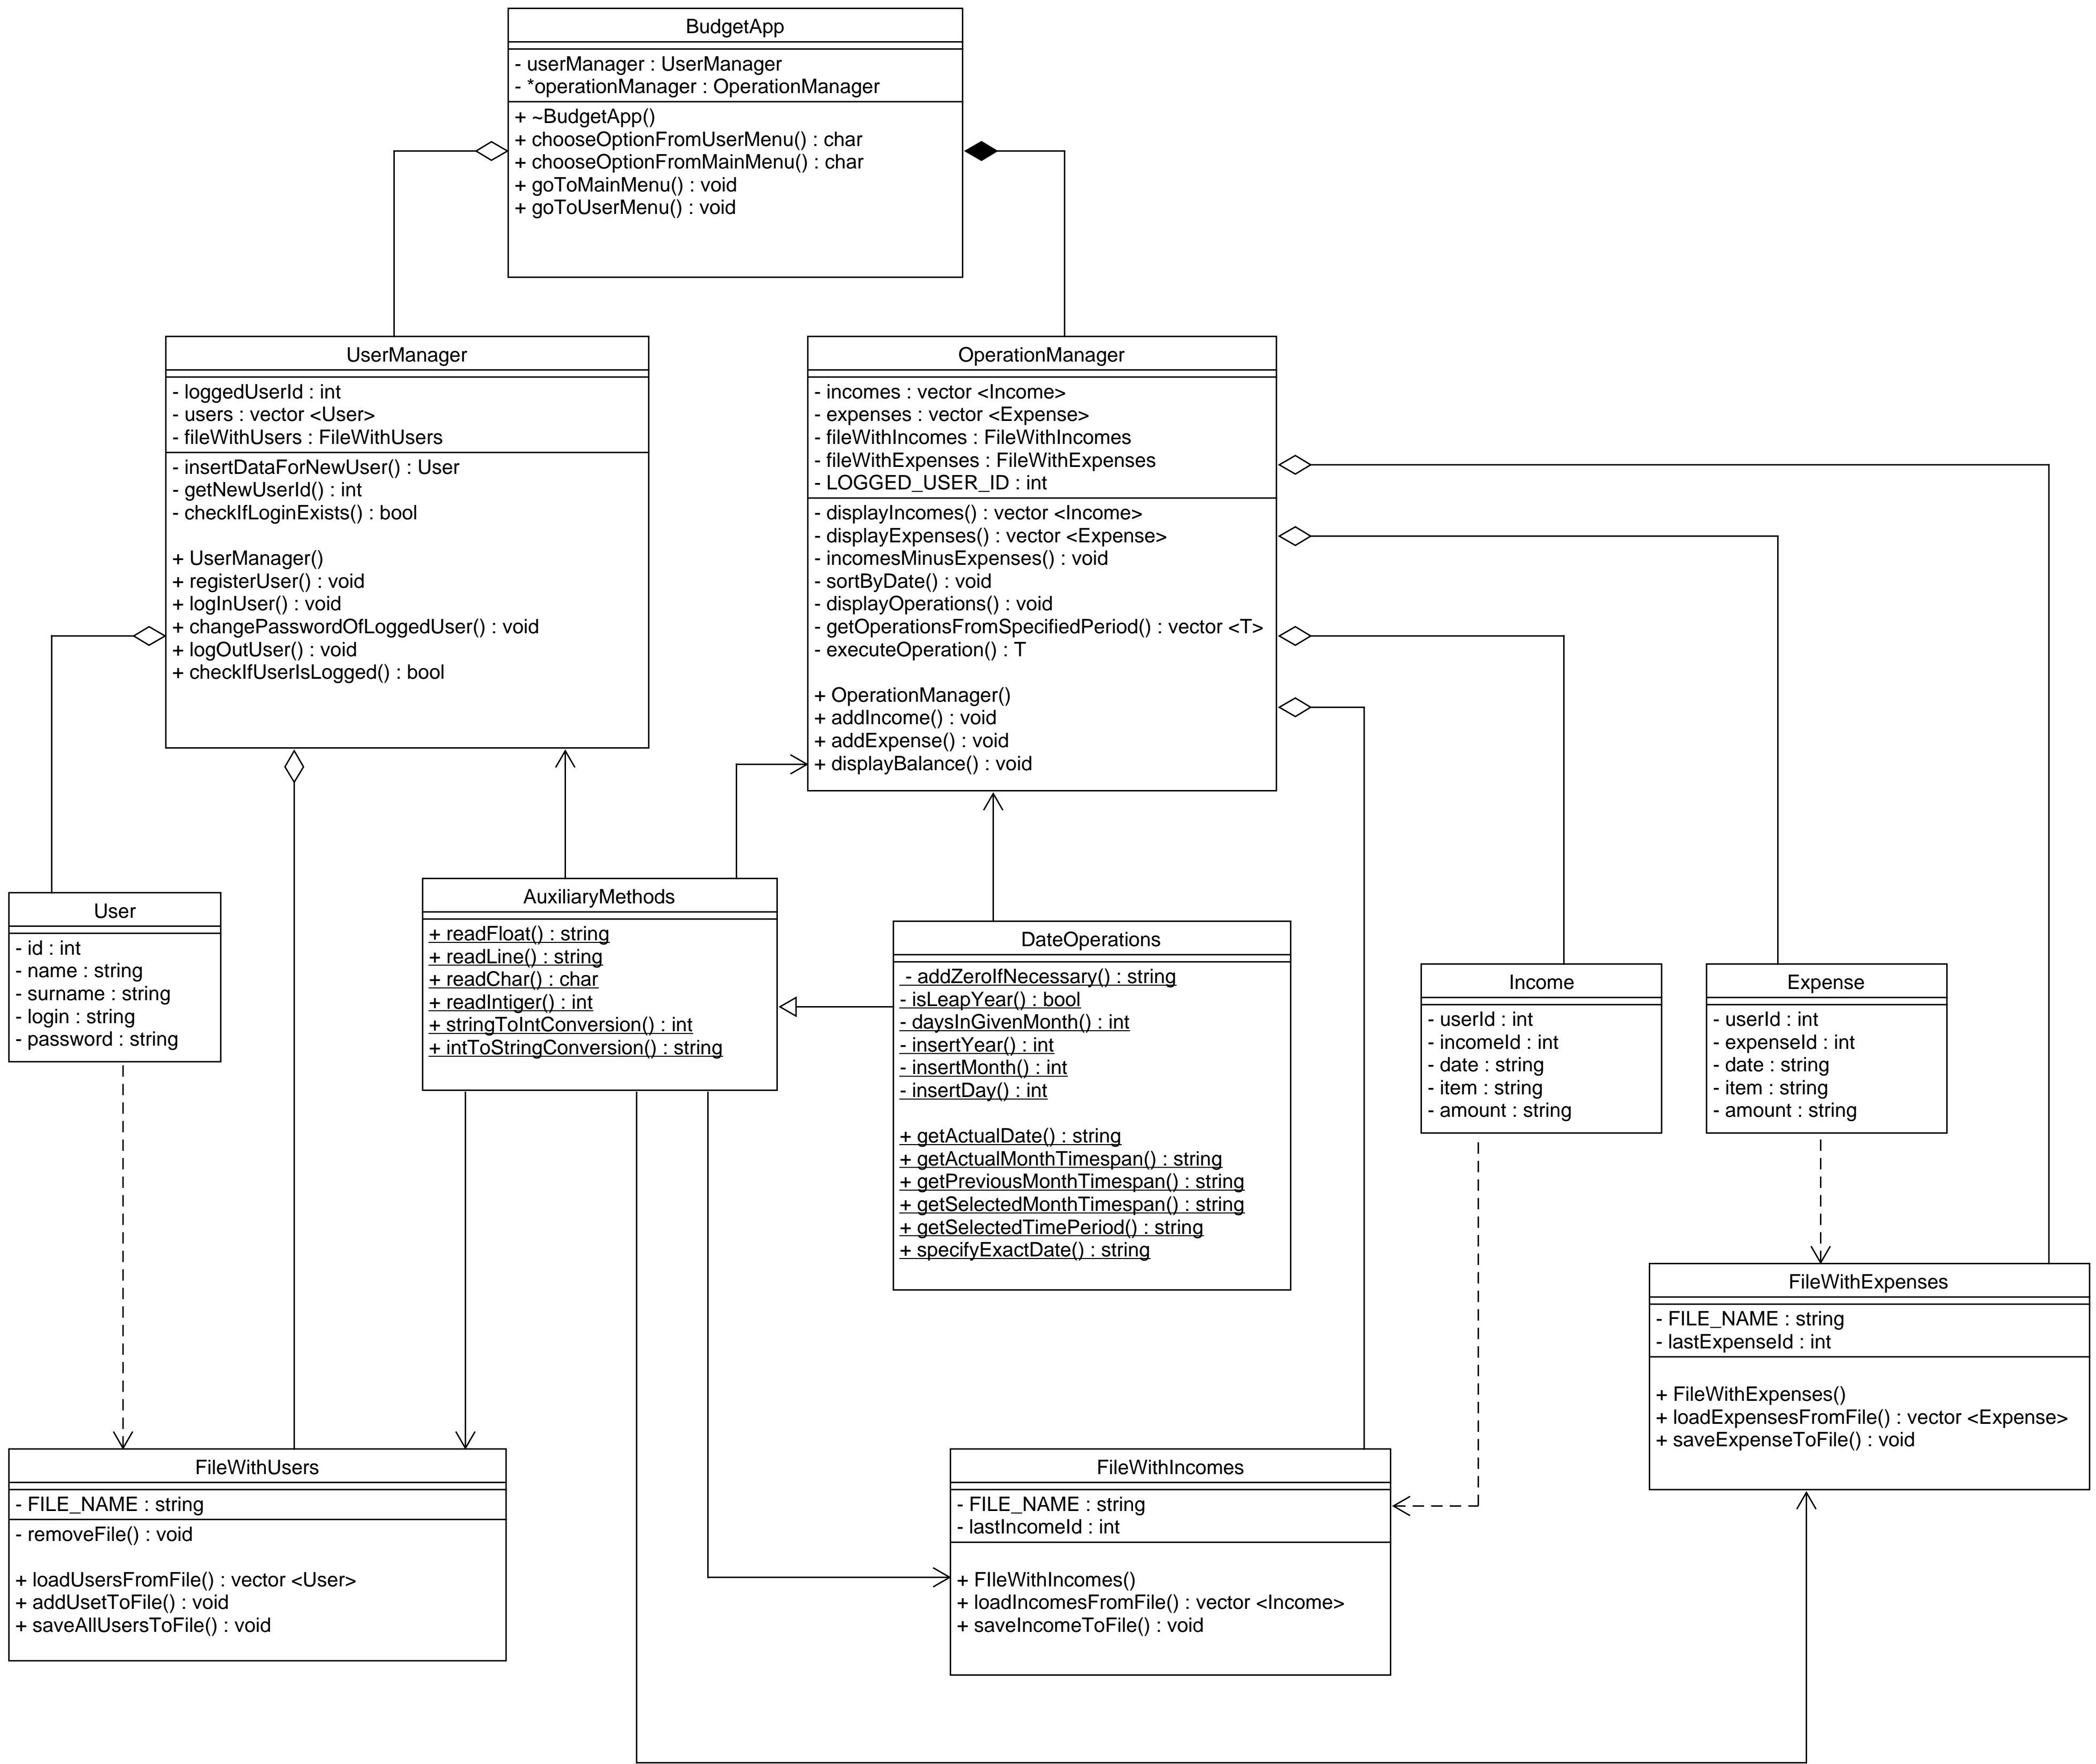 BudgetApp
- userManager : UserManager
- *operationManager : OperationManager
+ ~BudgetApp()
+ chooseOptionFromUserMenu() : char
+ chooseOptionFromMainMenu() : char
+ goToMainMenu() : void
+ goToUserMenu() : void
UserManager
- loggedUserId : int
- users : vector <User>
- fileWithUsers : FileWithUsers
- insertDataForNewUser() : User
- getNewUserId() : int
- checkIfLoginExists() : bool
+ UserManager()
+ registerUser() : void
+ logInUser() : void
+ changePasswordOfLoggedUser() : void
+ logOutUser() : void
+ checkIfUserIsLogged() : bool
OperationManager
- incomes : vector <Income>
- expenses : vector <Expense>
- fileWithIncomes : FileWithIncomes
- fileWithExpenses : FileWithExpenses
- LOGGED_USER_ID : int
- displayIncomes() : vector <Income>
- displayExpenses() : vector <Expense>
- incomesMinusExpenses() : void
- sortByDate() : void
- displayOperations() : void
- getOperationsFromSpecifiedPeriod() : vector <T>
- executeOperation() : T
+ OperationManager()
+ addIncome() : void
+ addExpense() : void
+ displayBalance() : void
User
- id : int
- name : string
- surname : string
- login : string
- password : string
AuxiliaryMethods
+ readFloat() : string
+ readLine() : string
+ readChar() : char
+ readIntiger() : int
+ stringToIntConversion() : int
+ intToStringConversion() : string
DateOperations
- addZeroIfNecessary() : string
- isLeapYear() : bool
- daysInGivenMonth() : int
- insertYear() : int
- insertMonth() : int
- insertDay() : int
+ getActualDate() : string
+ getActualMonthTimespan() : string
+ getPreviousMonthTimespan() : string
+ getSelectedMonthTimespan() : string
+ getSelectedTimePeriod() : string
+ specifyExactDate() : string
Income
- userId : int
- incomeId : int
- date : string
- item : string
- amount : string
Expense
- userId : int
- expenseId : int
- date : string
- item : string
- amount : string
FileWithExpenses
- FILE_NAME : string
- lastExpenseId : int
+ FileWithExpenses()
+ loadExpensesFromFile() : vector <Expense>
+ saveExpenseToFile() : void
FileWithUsers
- FILE_NAME : string
- removeFile() : void
+ loadUsersFromFile() : vector <User>
+ addUsetToFile() : void
+ saveAllUsersToFile() : void
FileWithIncomes
- FILE_NAME : string
- lastIncomeId : int
+ FIleWithIncomes()
+ loadIncomesFromFile() : vector <Income>
+ saveIncomeToFile() : void